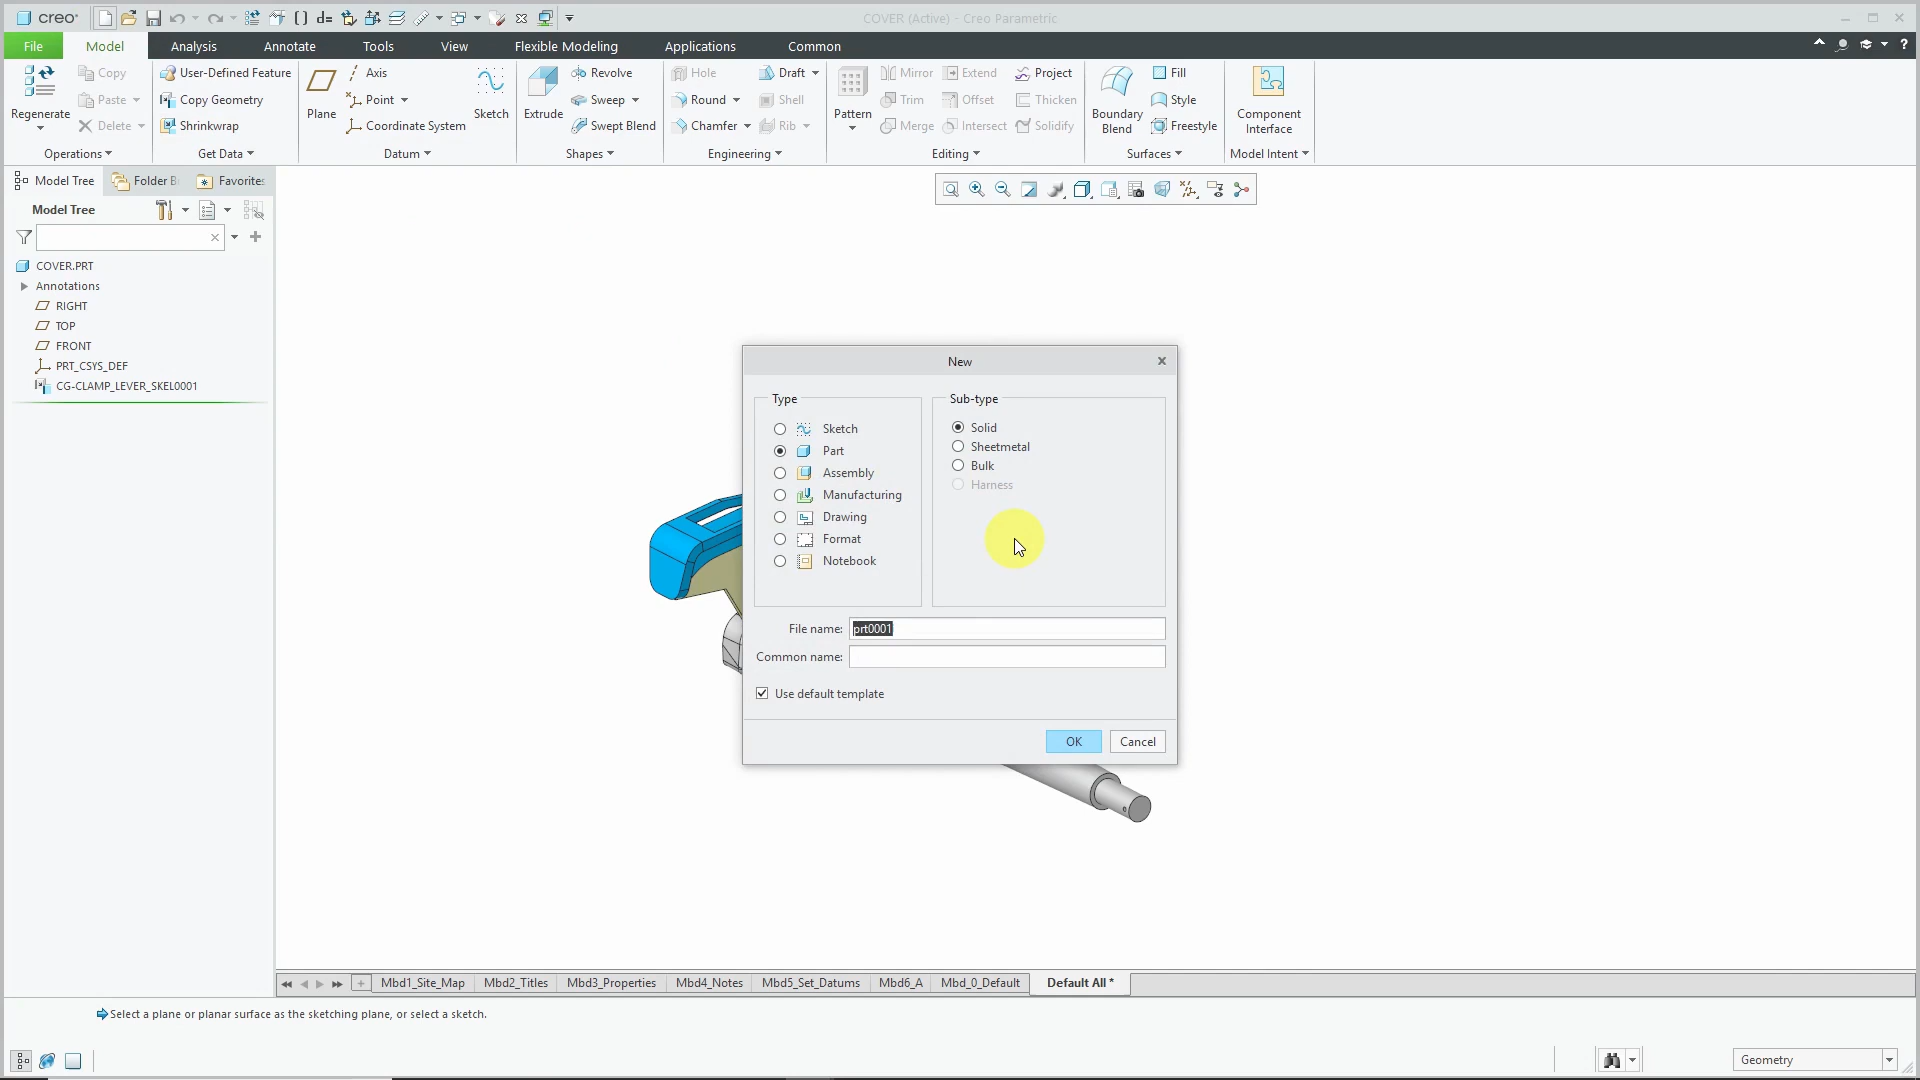 creo® d= COVER (Active) - Creo Parametric
File Model Analysis Annotate Tools View Flexible Modeling Applications Common ?
Regenerate Copy Paste Delete Operations
User-Defined Feature Copy Geometry Shrinkwrap Get Data
Plane Axis Point Coordinate System Sketch Datum
Extrude Revolve Sweep Swept Blend Shapes
Hole Draft Round Shell Chamfer Rib Engineering
Pattern Mirror Extend Project Trim Offset Thicken Merge Intersect Solidify Editing
Boundary Blend Fill Style Freestyle Surfaces
Component Interface Model Intent
Model Tree Folder B Favorites
Model Tree
COVER.PRT
Annotations
RIGHT
TOP
FRONT
PRT_CSYS_DEF
CG-CLAMP_LEVER_SKEL0001
New
Type
Sketch
Part
Assembly
Manufacturing
Drawing
Format
Notebook
Sub-type
Solid
Sheetmetal
Bulk
Harness
File name: prt0001
Common name:
Use default template
OK Cancel
Mbd1_Site_Map Mbd2_Titles Mbd3_Properties Mbd4_Notes Mbd5_Set_Datums Mbd6_A Mbd_0_Default Default All *
Select a plane or planar surface as the sketching plane, or select a sketch.
Geometry